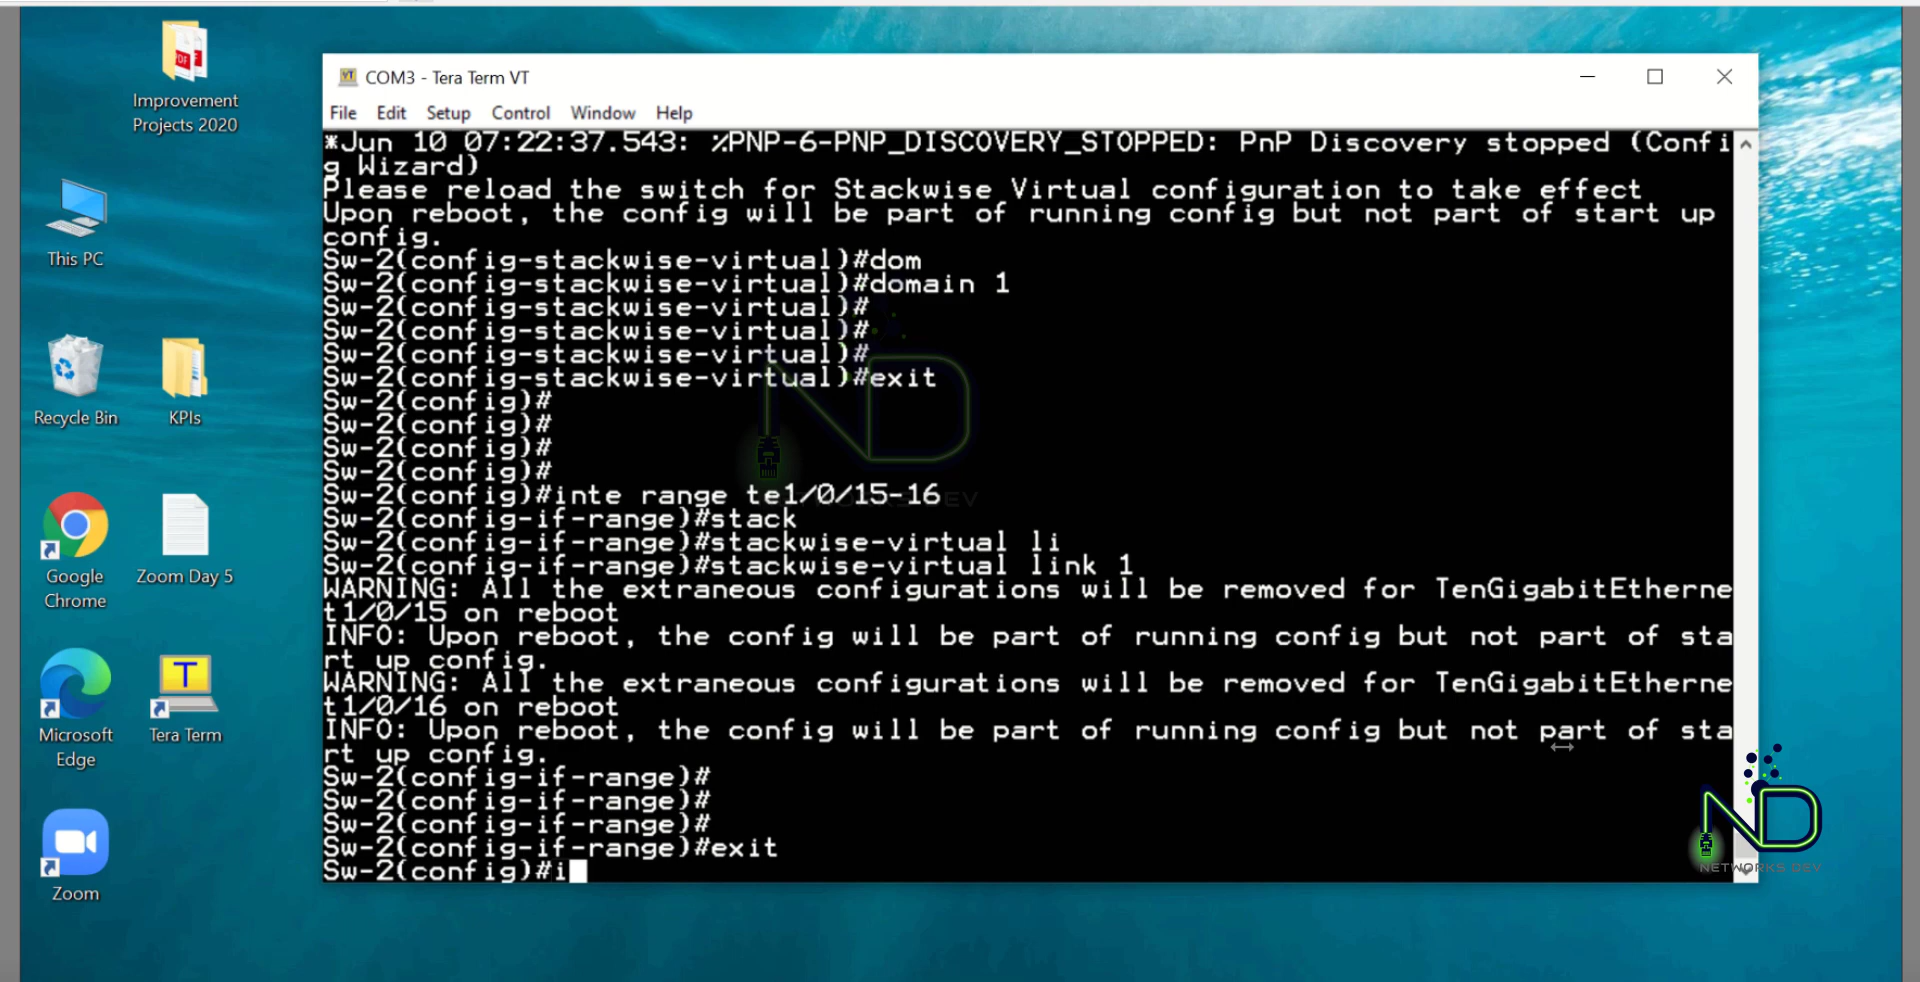 Improvement
Projects 2020
This PC
Recycle Bin
KPIs
Google
Chrome
Zoom Day 5
Microsoft
Edge
Tera Term
Zoom
COM3 - Tera Term VT
File Edit Setup Control Window Help
*Jun 10 07:22:37.543: %PNP-6-PNP_DISCOVERY_STOPPED: PnP Discovery stopped (Confi
g Wizard)
Please reload the switch for Stackwise Virtual configuration to take effect
Upon reboot, the config will be part of running config but not part of start up
config.
Sw-2(config-stackwise-virtual)#dom
Sw-2(config-stackwise-virtual)#domain 1
Sw-2(config-stackwise-virtual)#
Sw-2(config-stackwise-virtual)#
Sw-2(config-stackwise-virtual)#
Sw-2(config-stackwise-virtual)#exit
Sw-2(config)#
Sw-2(config)#
Sw-2(config)#
Sw-2(config)#
Sw-2(config)#inte range te1/0/15-16
Sw-2(config-if-range)#stack
Sw-2(config-if-range)#stackwise-virtual li
Sw-2(config-if-range)#stackwise-virtual link 1
WARNING: All the extraneous configurations will be removed for TenGigabitEtherne
t1/0/15 on reboot
INFO: Upon reboot, the config will be part of running config but not part of sta
rt up config.
WARNING: All the extraneous configurations will be removed for TenGigabitEtherne
t1/0/16 on reboot
INFO: Upon reboot, the config will be part of running config but not part of sta
rt up config.
Sw-2(config-if-range)#
Sw-2(config-if-range)#
Sw-2(config-if-range)#
Sw-2(config-if-range)#exit
Sw-2(config)#i
ND
NETWORKS DEV